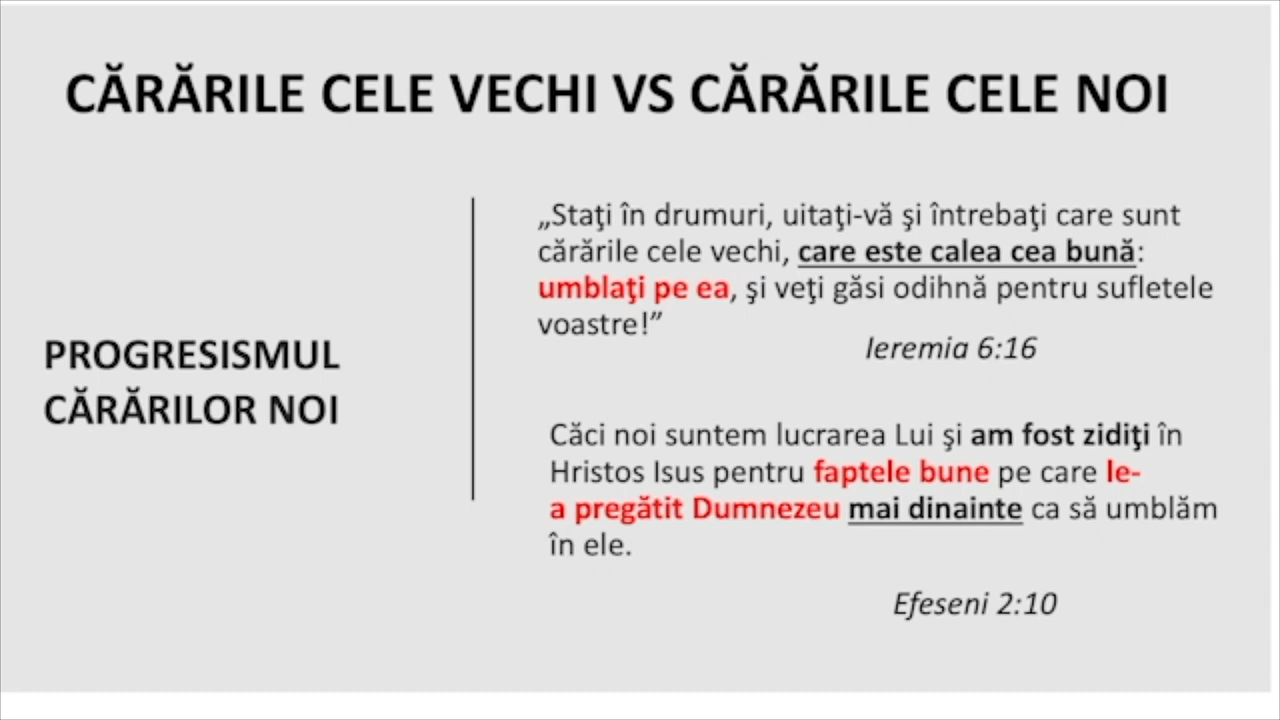 CĂRĂRILE CELE VECHI VS CĂRĂRILE CELE NOI
PROGRESISMUL
CĂRĂRILOR NOI
„Staţi în drumuri, uitaţi-vă şi întrebaţi care sunt
cărările cele vechi, care este calea cea bună:
umblaţi pe ea, şi veţi găsi odihnă pentru sufletele
voastre!”
Ieremia 6:16
Căci noi suntem lucrarea Lui şi am fost zidiţi în
Hristos Isus pentru faptele bune pe care le-
a pregătit Dumnezeu mai dinainte ca să umblăm
în ele.
Efeseni 2:10